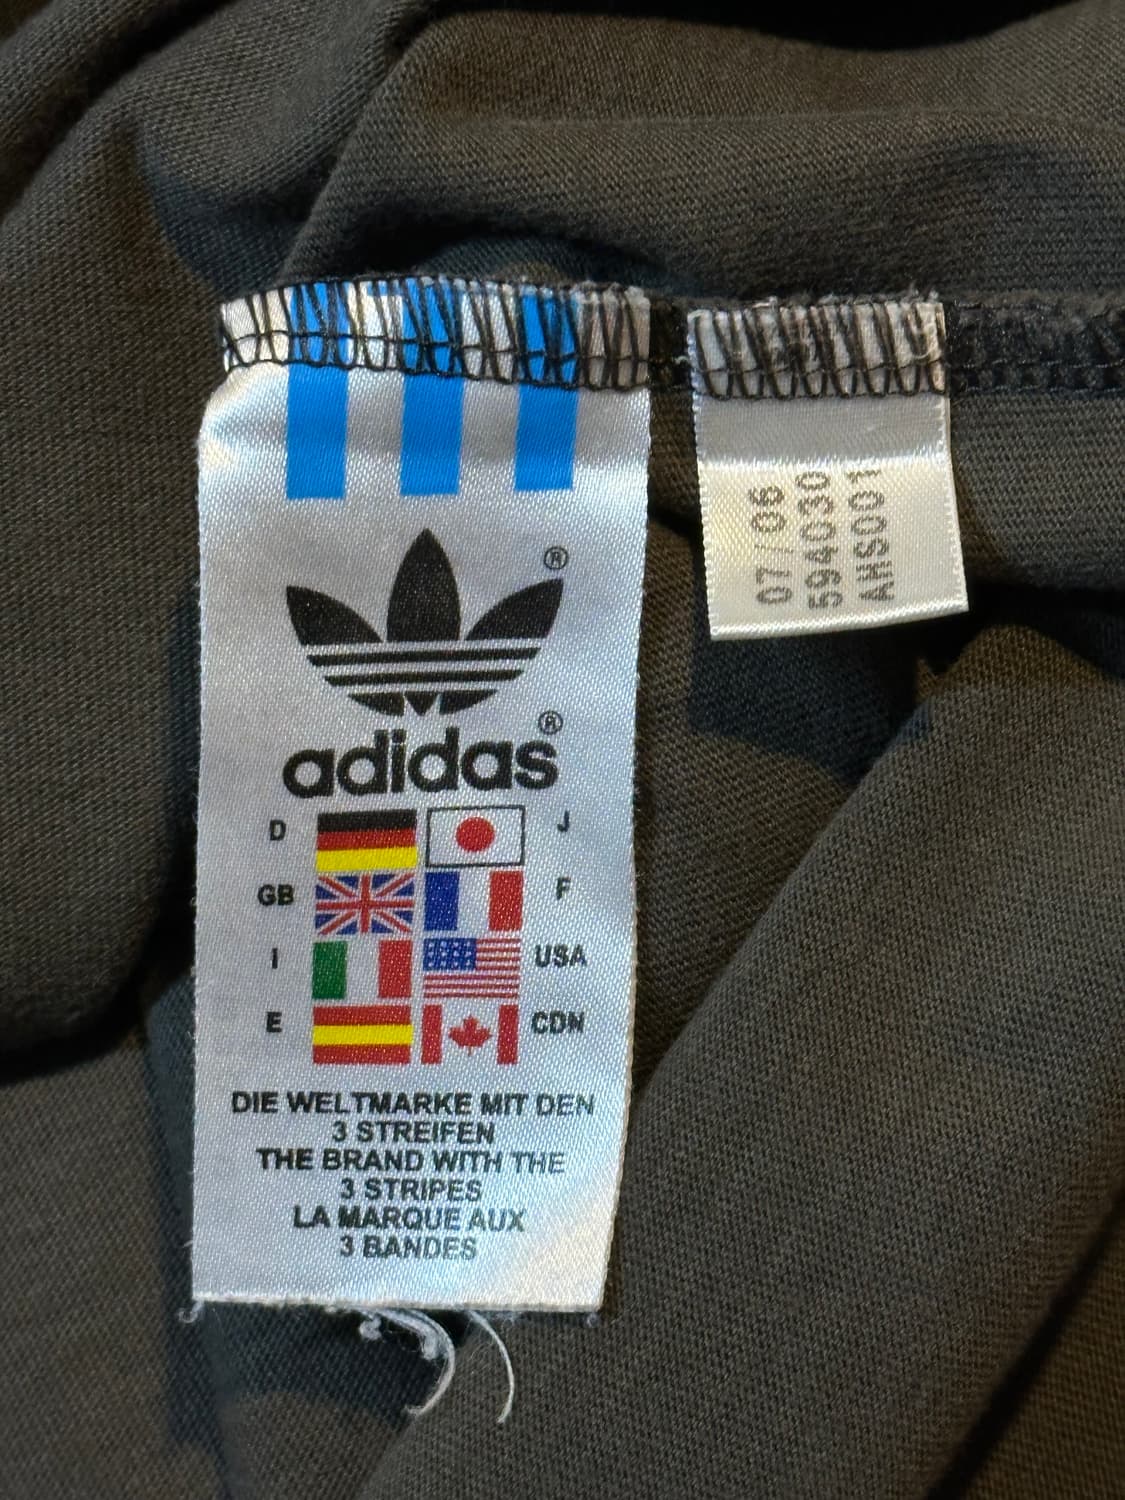 ®
adidas®
D J
GB F
I USA
E CDN
DIE WELTMARKE MIT DEN
3 STREIFEN
THE BRAND WITH THE
3 STRIPES
LA MARQUE AUX
3 BANDES
07/06
594030
AHS001